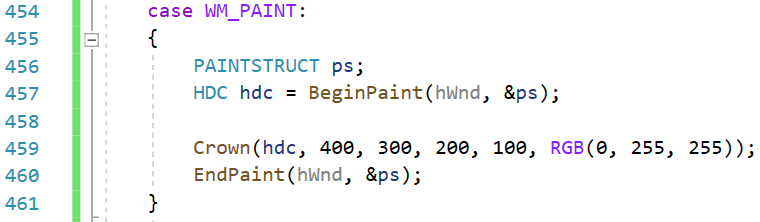 454 case WM_PAINT:
455 {
456 PAINTSTRUCT ps;
457 HDC hdc = BeginPaint(hWnd, &ps);
458
459 Crown(hdc, 400, 300, 200, 100, RGB(0, 255, 255));
460 EndPaint(hWnd, &ps);
461 }